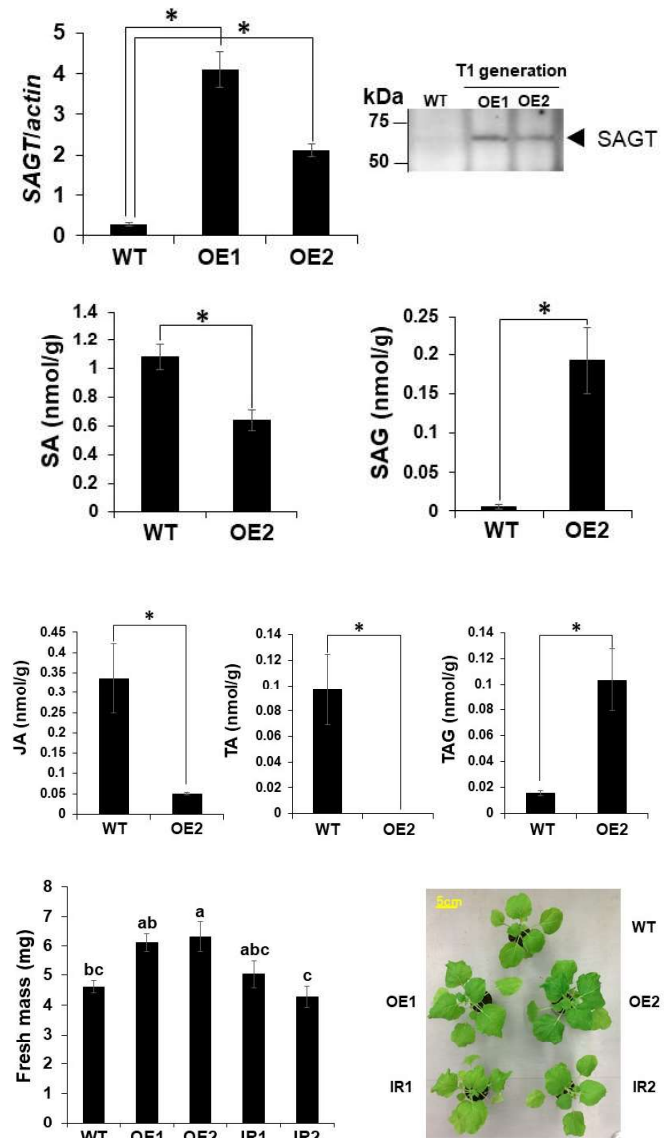 SAGT/actin
5
4
3
2
1
0
*
*
WT OE1 OE2
T1 generation
kDa WT OE1 OE2
75
50
SAGT
SA (nmol/g)
1.4
1.2
1
0.8
0.6
0.4
0.2
0
*
WT OE2
SAG (nmol/g)
0.25
0.2
0.15
0.1
0.05
0
*
WT OE2
JA (nmol/g)
0.45
0.4
0.35
0.3
0.25
0.2
0.15
0.1
0.05
0
*
WT OE2
TA (nmol/g)
0.14
0.12
0.1
0.08
0.06
0.04
0.02
0
*
WT OE2
TAG (nmol/g)
0.14
0.12
0.1
0.08
0.06
0.04
0.02
0
*
WT OE2
Fresh mass (mg)
8
7
6
5
4
3
2
1
0
bc ab a abc c
WT OE1 OE2 IR1 IR2
5cm
WT
OE1 OE2
IR1 IR2